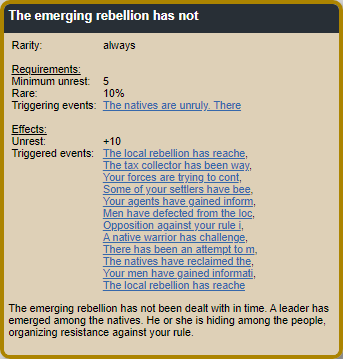 The emerging rebellion has not
Rarity: always
Requirements:
Minimum unrest: 5
Rare: 10%
Triggering events: The natives are unruly, There
Effects:
Unrest: +10
Triggered events: The local rebellion has reache,
The tax collector has been way,
Your forces are trying to cont,
Some of your settlers have bee,
Your agents have gained inform,
Men have defected from the loc,
Opposition against your rule i,
A native warrior has challenge,
There has been an attempt to m,
The natives have reclaimed the,
Your men have gained informati,
The local rebellion has reache
The emerging rebellion has not been dealt with in time. A leader has
emerged among the natives. He or she is hiding among the people,
organizing resistance against your rule.